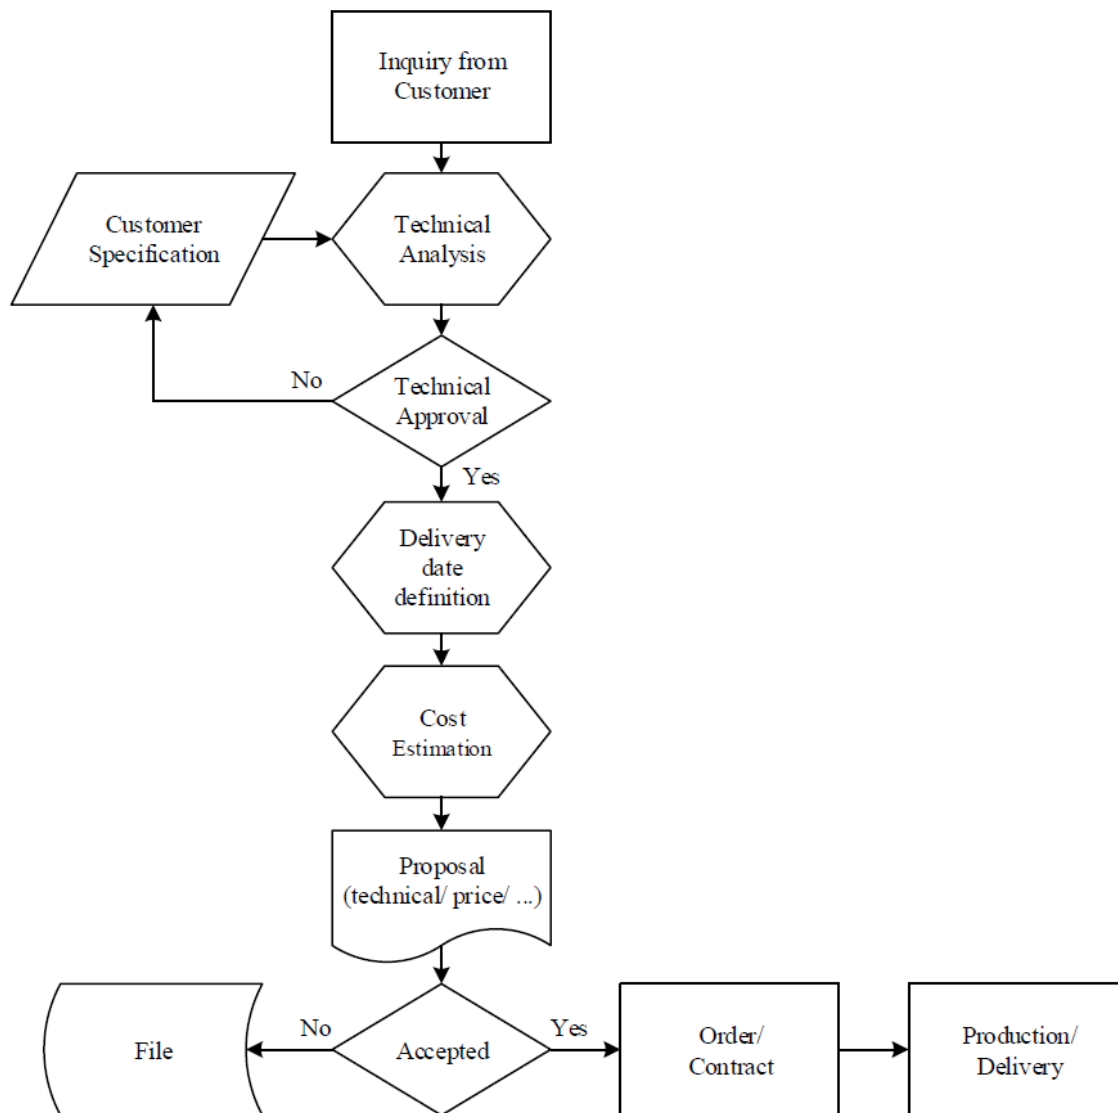 Inquiry from
Customer
Customer
Specification
Technical
Analysis
No
Technical
Approval
Yes
Delivery
date
definition
Cost
Estimation
Proposal
(technical/ price/ ...)
File
No
Accepted
Yes
Order/
Contract
Production/
Delivery